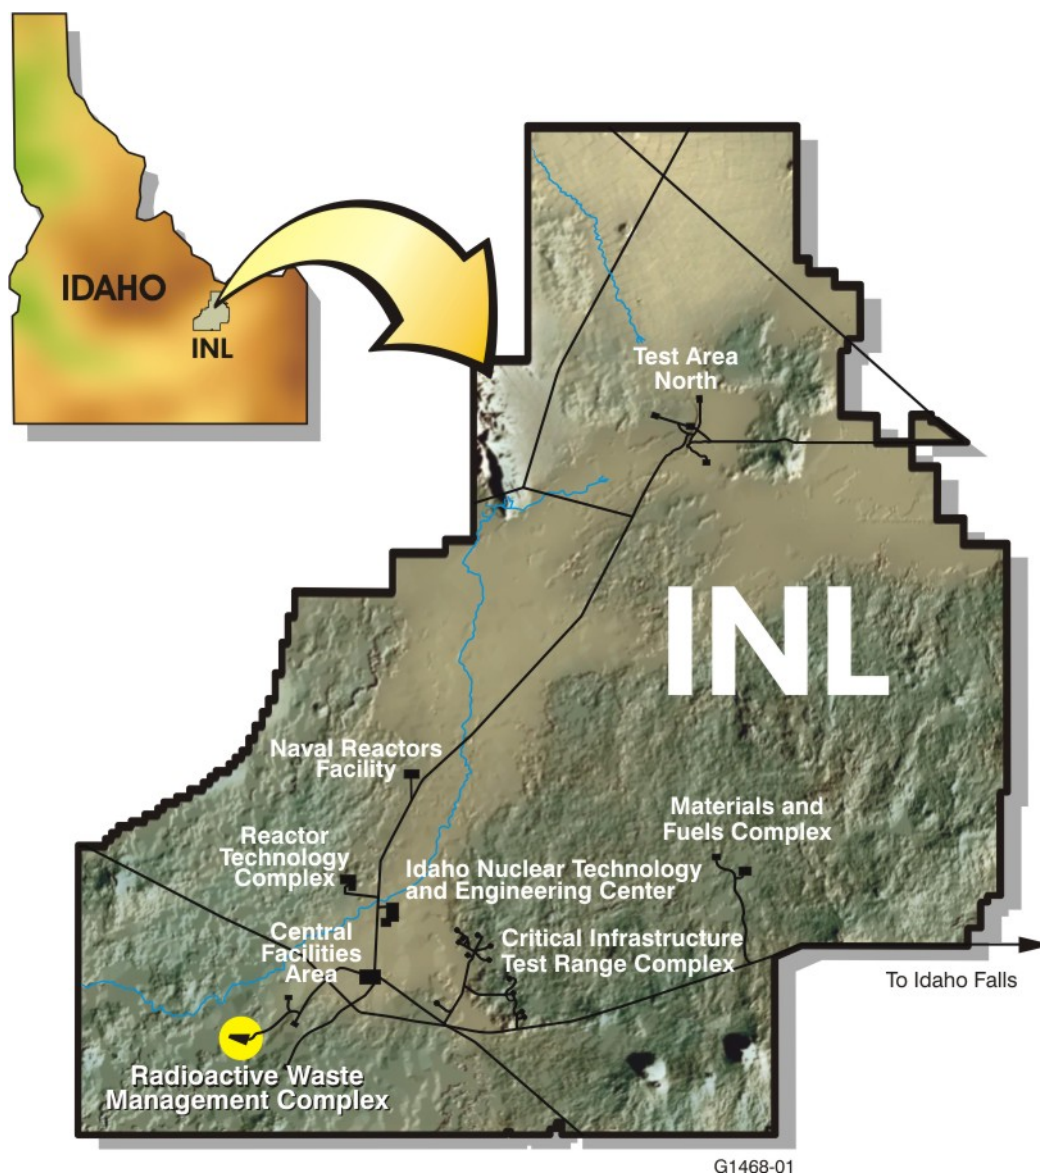 IDAHO
INL
Test Area
North
INL
Naval Reactors
Facility
Materials and
Fuels Complex
Reactor
Technology
Complex
Idaho Nuclear Technology
and Engineering Center
Central
Facilities
Area
Critical Infrastructure
Test Range Complex
To Idaho Falls
Radioactive Waste
Management Complex
G1468-01